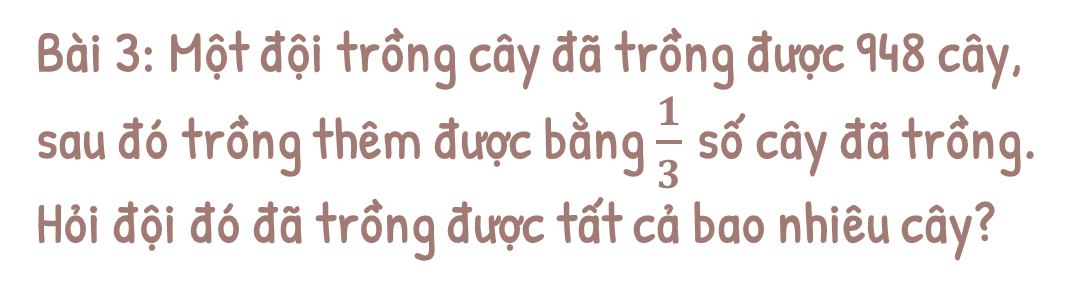 Bài 3: Một đội trồng cây đã trồng được 948 cây,
sau đó trồng thêm được bằng 1/3 số cây đã trồng.
Hỏi đội đó đã trồng được tất cả bao nhiêu cây?